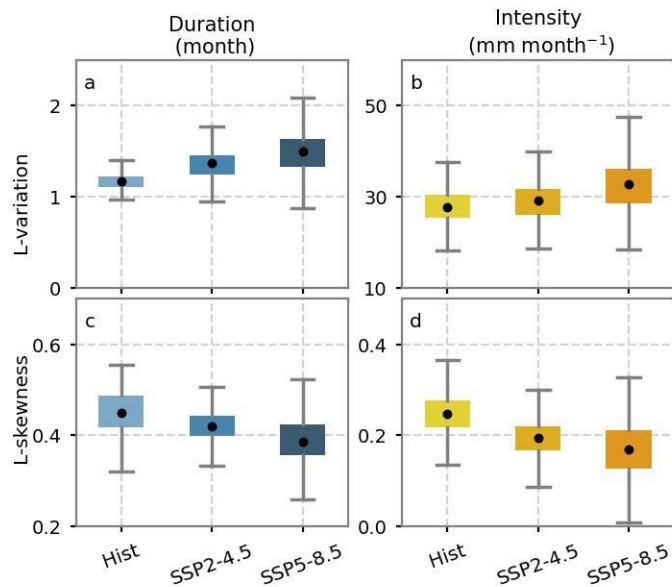 Duration
(month)
Intensity
(mm month⁻¹)
a
b
2
1
0
50
30
10
L-variation
c
d
0.6
0.4
0.2
0.4
0.2
0.0
L-skewness
Hist
SSP2-4.5
SSP5-8.5
Hist
SSP2-4.5
SSP5-8.5